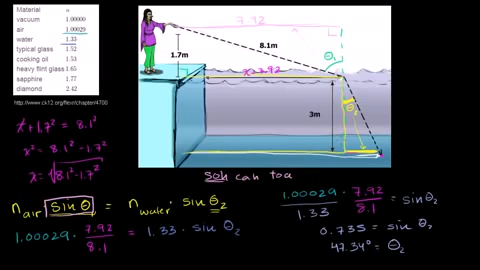 Material n
vacuum 1.00000
air 1.00029
water 1.33
typical glass 1.52
cooking oil 1.53
heavy flint glass 1.65
sapphire 1.77
diamond 2.42
http://www.ck12.org/flexr/chapter/4700
7.92
8.1m
1.7m
x=7.92
θ₁
3m
θ₂
x²+1.7² = 8.1²
x² = 8.1² - 1.7²
x = √8.1²-1.7²
soh cah toa
n air sin θ = n water · sin θ₂
1.00029 · 7.92/8.1 = 1.33 · sin θ₂
1.00029/1.33 · 7.92/8.1 = sin θ₂
0.735 = sin θ₂
47.34° = θ₂